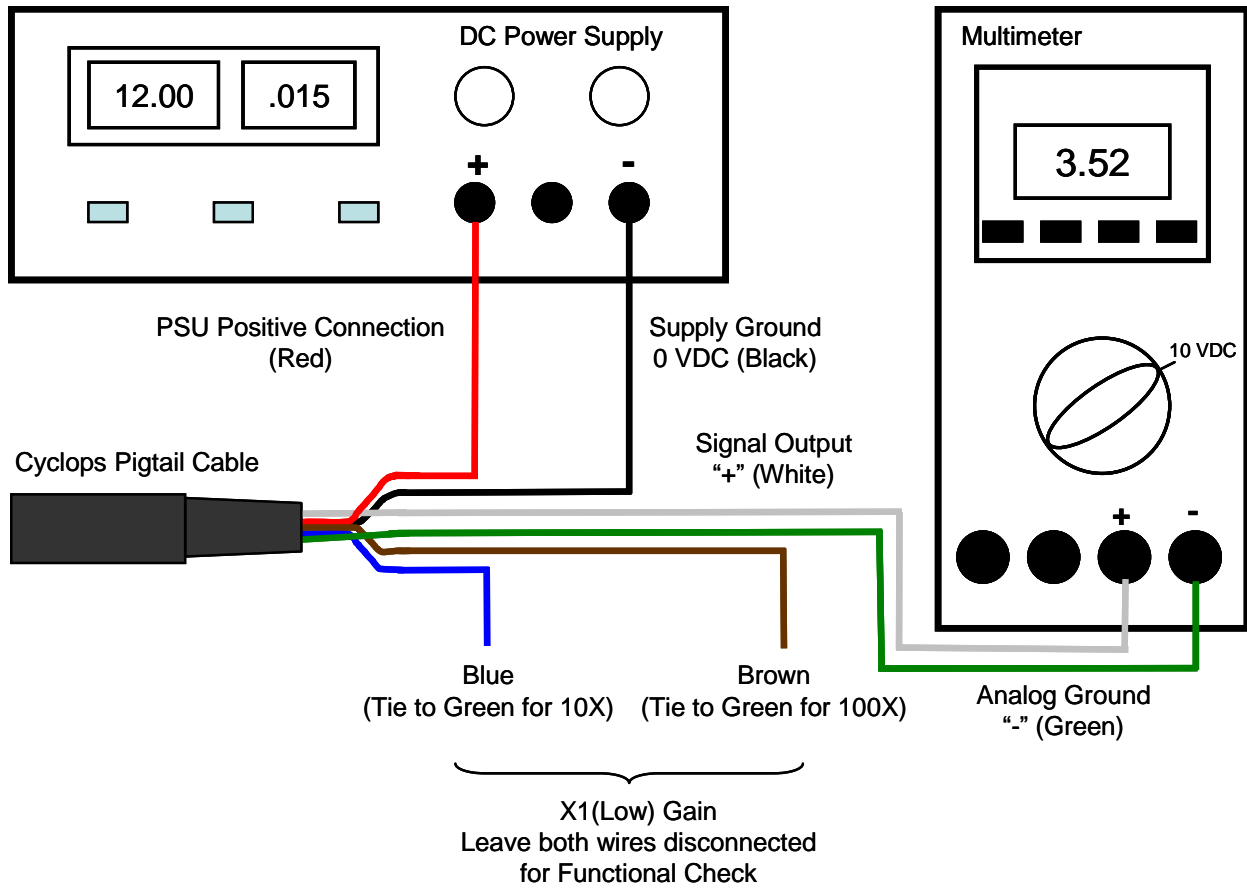 DC Power Supply
12.00
.015
+
-
Multimeter
3.52
10 VDC
PSU Positive Connection
(Red)
Supply Ground
0 VDC (Black)
Cyclops Pigtail Cable
Signal Output
“+” (White)
+
-
Blue
(Tie to Green for 10X)
Brown
(Tie to Green for 100X)
Analog Ground
“-” (Green)
X1(Low) Gain
Leave both wires disconnected
for Functional Check